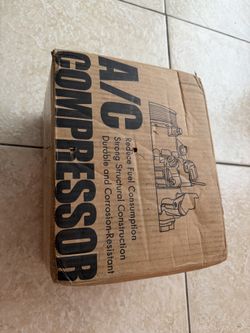 A/C
COMPRESSOR
Reduce Fuel Consumption
Strong Structural Construction
Durable and Corrosion-Resistant